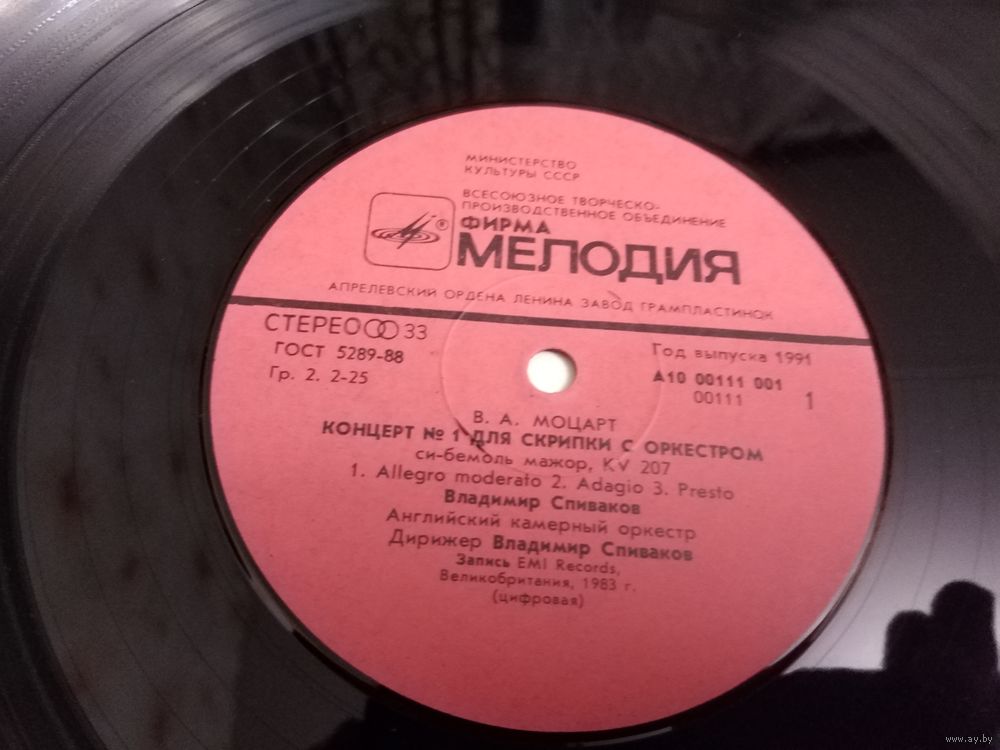 МИНИСТЕРСТВО
КУЛЬТУРЫ СССР
ВСЕСОЮЗНОЕ ТВОРЧЕСКО-
ПРОИЗВОДСТВЕННОЕ ОБЪЕДИНЕНИЕ
®
ФИРМА
МЕЛОДИЯ
АПРЕЛЕВСКИЙ ОРДЕНА ЛЕНИНА ЗАВОД ГРАМПЛАСТИНОК
СТЕРЕО 33
ГОСТ 5289-88
Гр. 2. 2-25
Год выпуска 1991
А10 00111 001
00111
1
В. А. МОЦАРТ
КОНЦЕРТ № 1 ДЛЯ СКРИПКИ С ОРКЕСТРОМ
си-бемоль мажор, KV 207
1. Allegro moderato 2. Adagio 3. Presto
Владимир Спиваков
Английский камерный оркестр
Дирижер Владимир Спиваков
Запись EMI Records,
Великобритания, 1983 г.
(цифровая)
www.ay.by